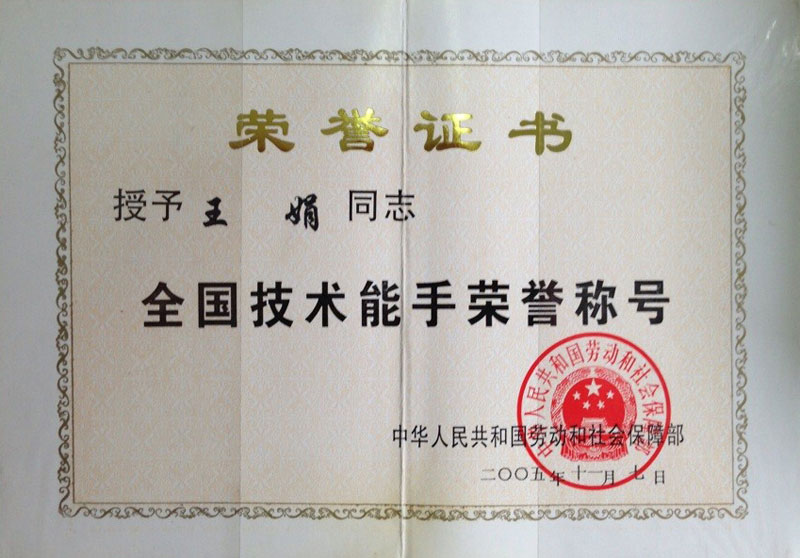 荣誉证书
授予 王 娟 同志
全国技术能手荣誉称号
中华人民共和国劳动和社会保障部
中华人民共和国劳动和社会保障部
二〇〇五年十一月七日